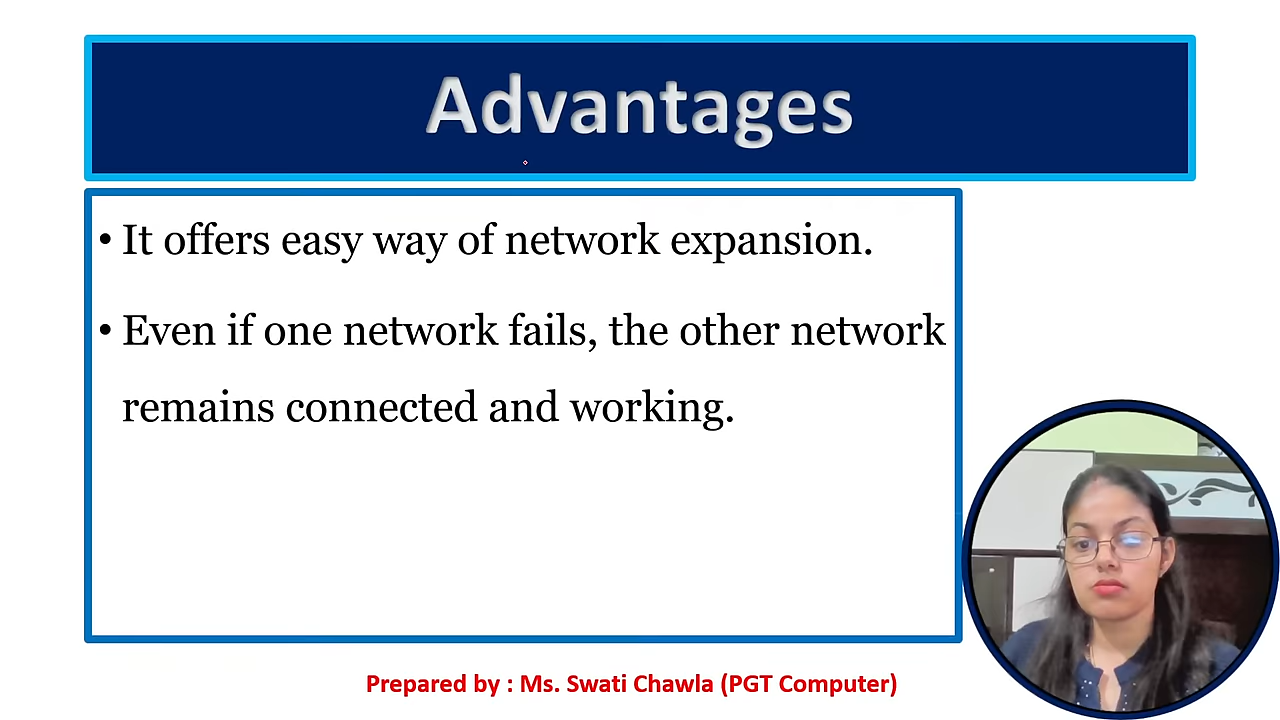 Advantages
• It offers easy way of network expansion.
• Even if one network fails, the other network
remains connected and working.
Prepared by : Ms. Swati Chawla (PGT Computer)